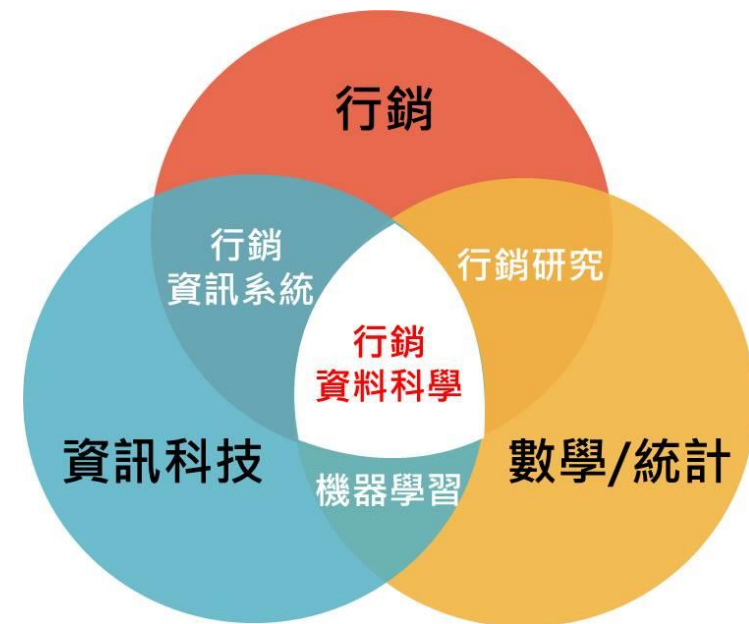 行銷
行銷
資訊系統
行銷研究
行銷
資料科學
資訊科技
數學/統計
機器學習